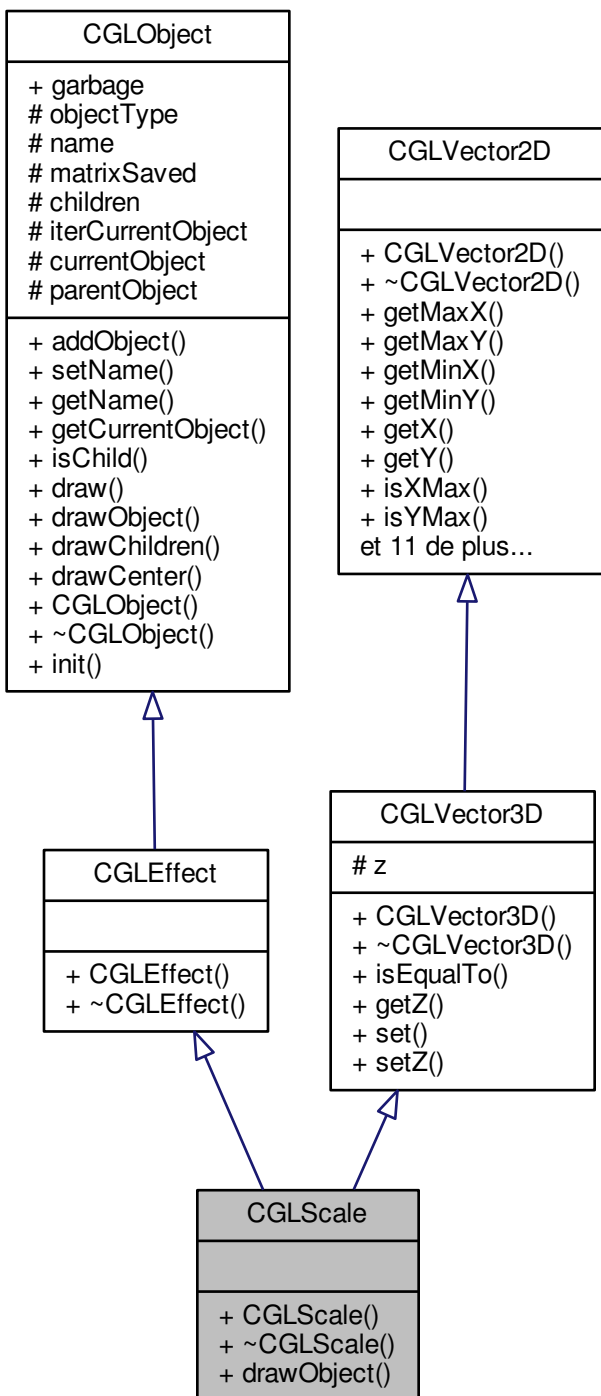 CGLObject
+ garbage
# objectType
# name
# matrixSaved
# children
# iterCurrentObject
# currentObject
# parentObject
+ addObject()
+ setName()
+ getName()
+ getCurrentObject()
+ isChild()
+ draw()
+ drawObject()
+ drawChildren()
+ drawCenter()
+ CGLObject()
+ ~CGLObject()
+ init()
CGLVector2D
+ CGLVector2D()
+ ~CGLVector2D()
+ getMaxX()
+ getMaxY()
+ getMinX()
+ getMinY()
+ getX()
+ getY()
+ isXMax()
+ isYMax()
et 11 de plus...
CGLEffect
+ CGLEffect()
+ ~CGLEffect()
CGLVector3D
# z
+ CGLVector3D()
+ ~CGLVector3D()
+ isEqualTo()
+ getZ()
+ set()
+ setZ()
CGLScale
+ CGLScale()
+ ~CGLScale()
+ drawObject()